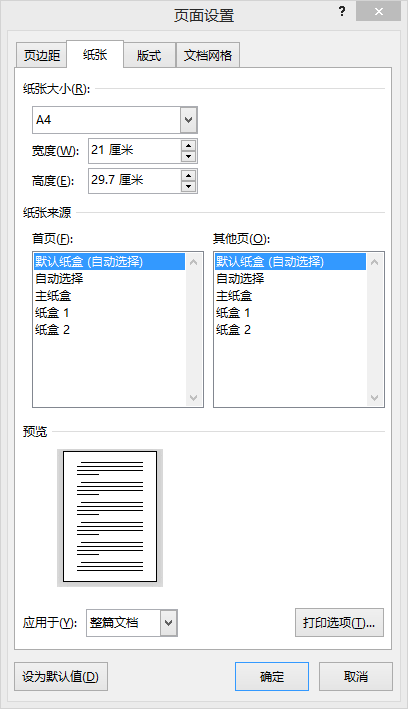 页面设置
? ×
页边距 纸张 版式 文档网格
纸张大小(R):
A4
宽度(W): 21 厘米
高度(E): 29.7 厘米
纸张来源
首页(F): 其他页(O):
默认纸盒 (自动选择) 默认纸盒 (自动选择)
自动选择 自动选择
主纸盒 主纸盒
纸盒 1 纸盒 1
纸盒 2 纸盒 2
预览
应用于(Y): 整篇文档 打印选项(T)...
设为默认值(D) 确定 取消